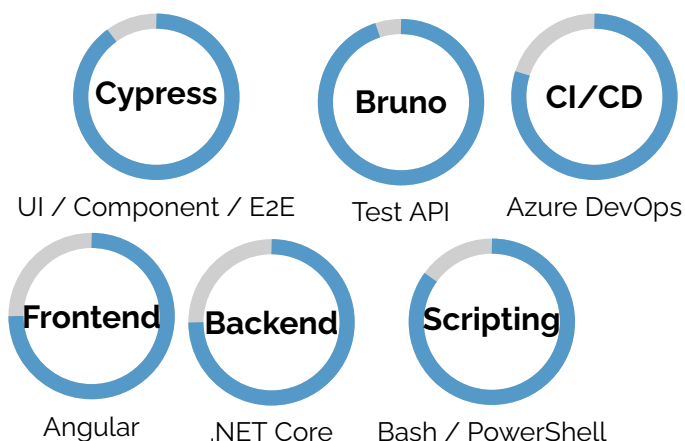 Cypress
Bruno
CI/CD
UI / Component / E2E
Test API
Azure DevOps
Frontend
Backend
Scripting
Angular
.NET Core
Bash / PowerShell